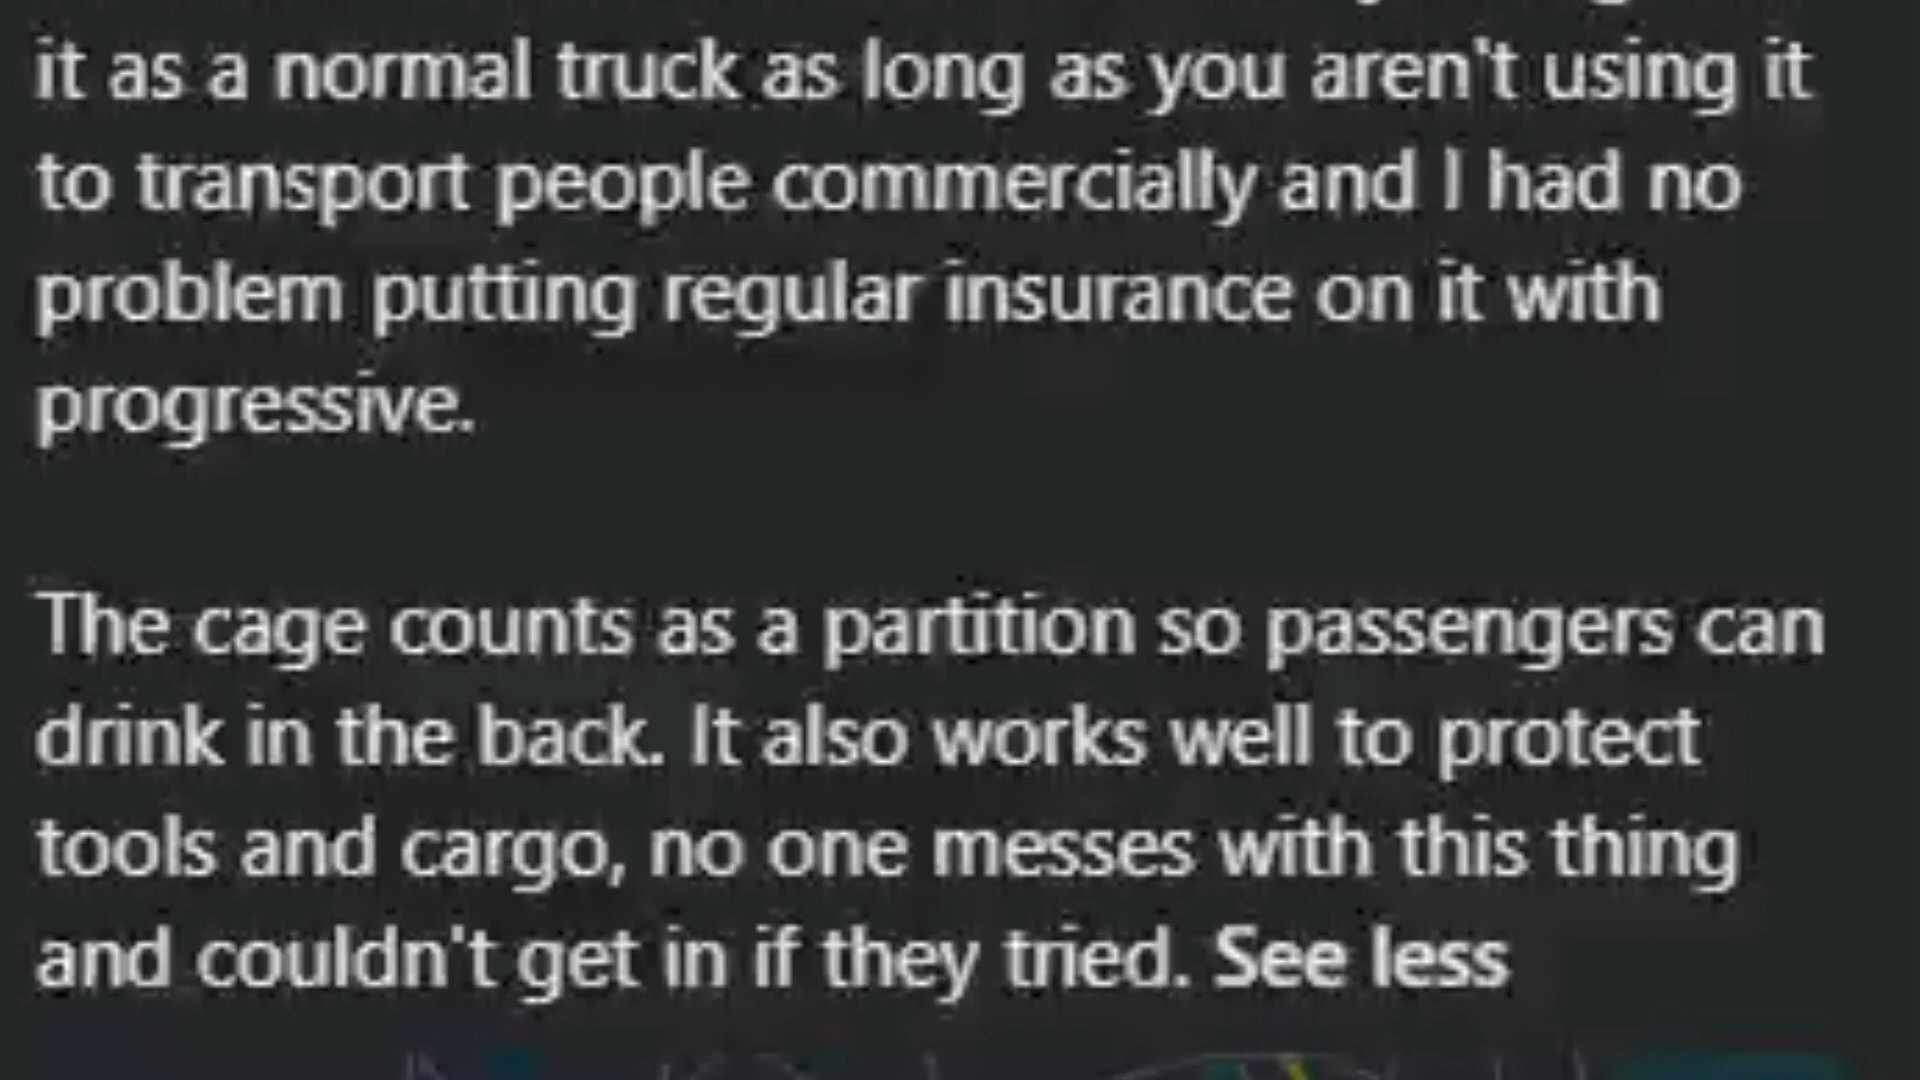 it as a normal truck as long as you aren't using it
to transport people commercially and I had no
problem putting regular insurance on it with
progressive.
The cage counts as a partition so passengers can
drink in the back. It also works well to protect
tools and cargo, no one messes with this thing
and couldn't get in if they tried. See less